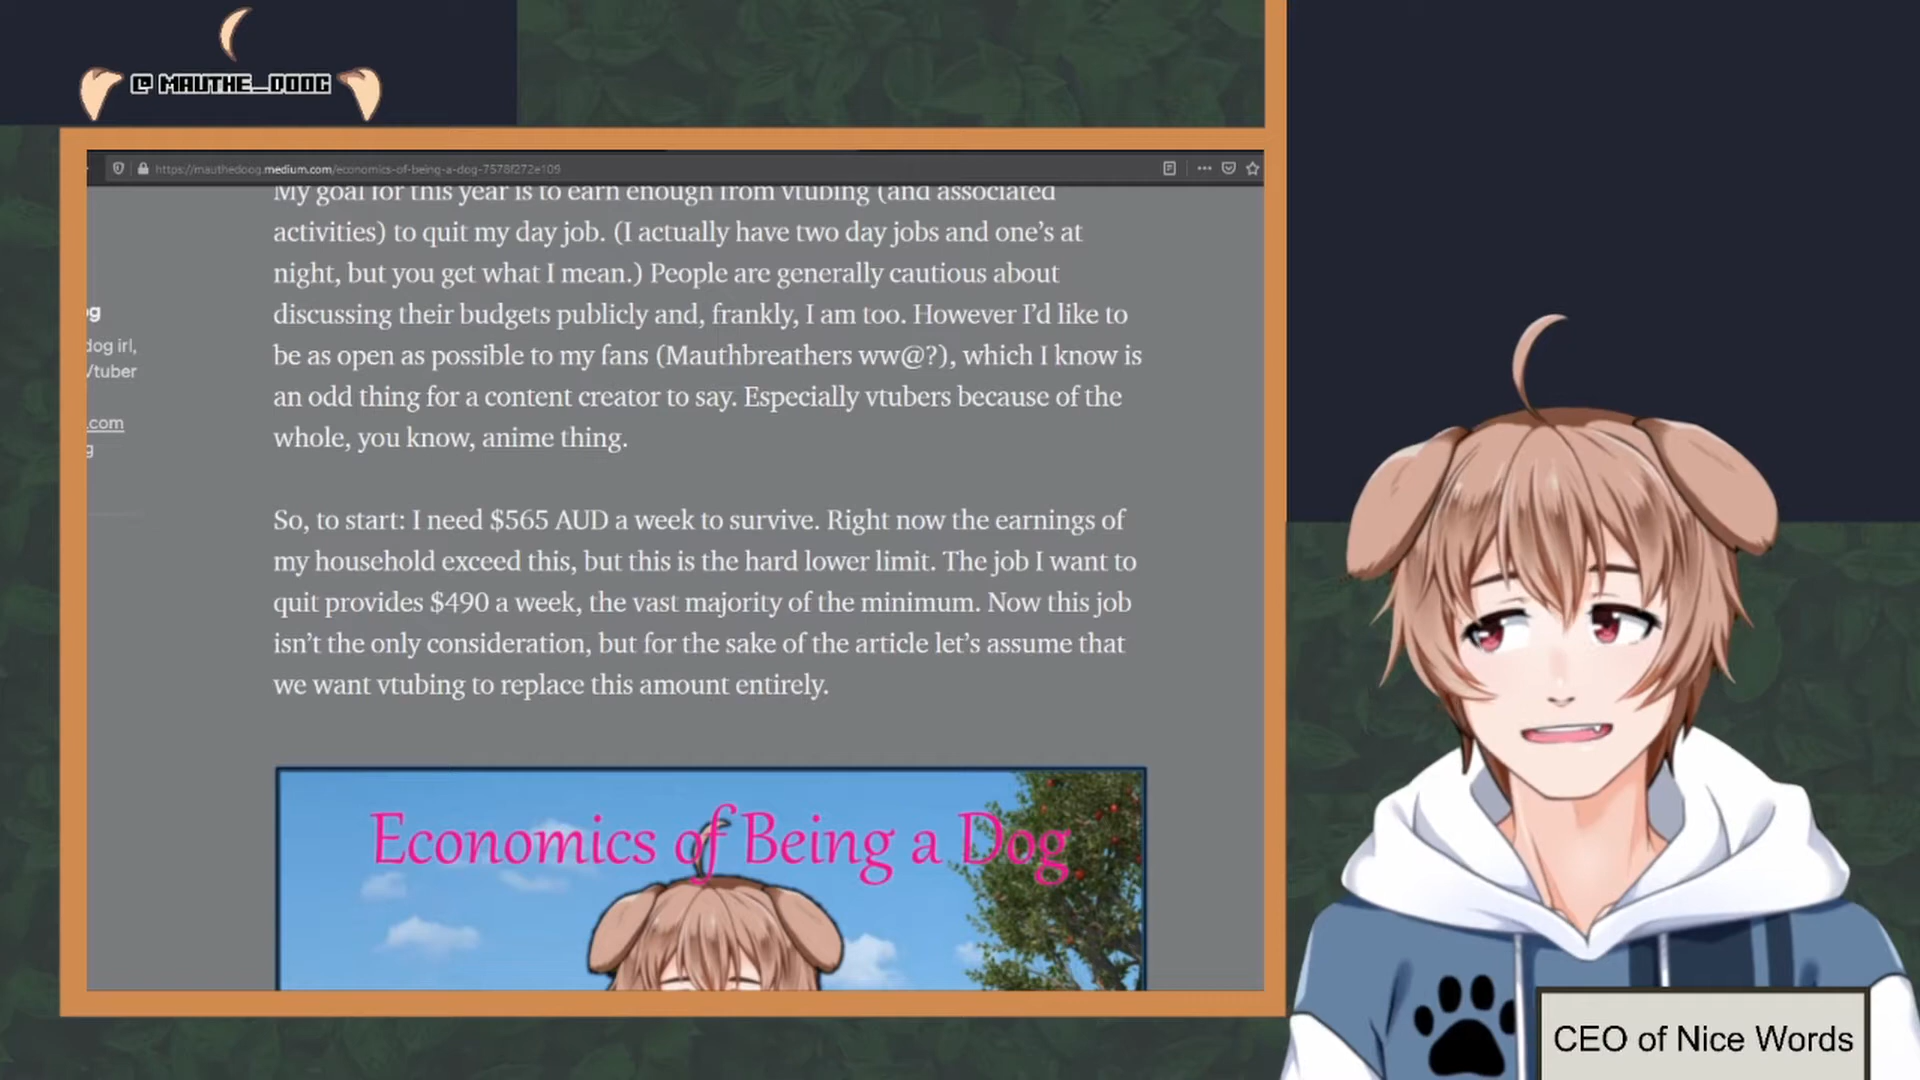 @ MAUTHE_DOOG
https://mauthedoog.medium.com/economics-of-being-a-dog-7578f272e109
My goal for this year is to earn enough from vtubing (and associated
activities) to quit my day job. (I actually have two day jobs and one's at
night, but you get what I mean.) People are generally cautious about
discussing their budgets publicly and, frankly, I am too. However I'd like to
be as open as possible to my fans (Mauthbreathers ww@?), which I know is
an odd thing for a content creator to say. Especially vtubers because of the
whole, you know, anime thing.
og
dog irl,
Vtuber
.com
g
So, to start: I need $565 AUD a week to survive. Right now the earnings of
my household exceed this, but this is the hard lower limit. The job I want to
quit provides $490 a week, the vast majority of the minimum. Now this job
isn't the only consideration, but for the sake of the article let's assume that
we want vtubing to replace this amount entirely.
Economics of Being a Dog
CEO of Nice Words